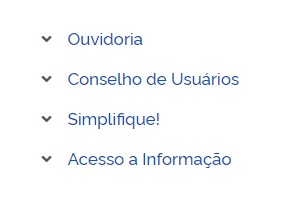 Ouvidoria
Conselho de Usuários
Simplifique!
Acesso a Informação